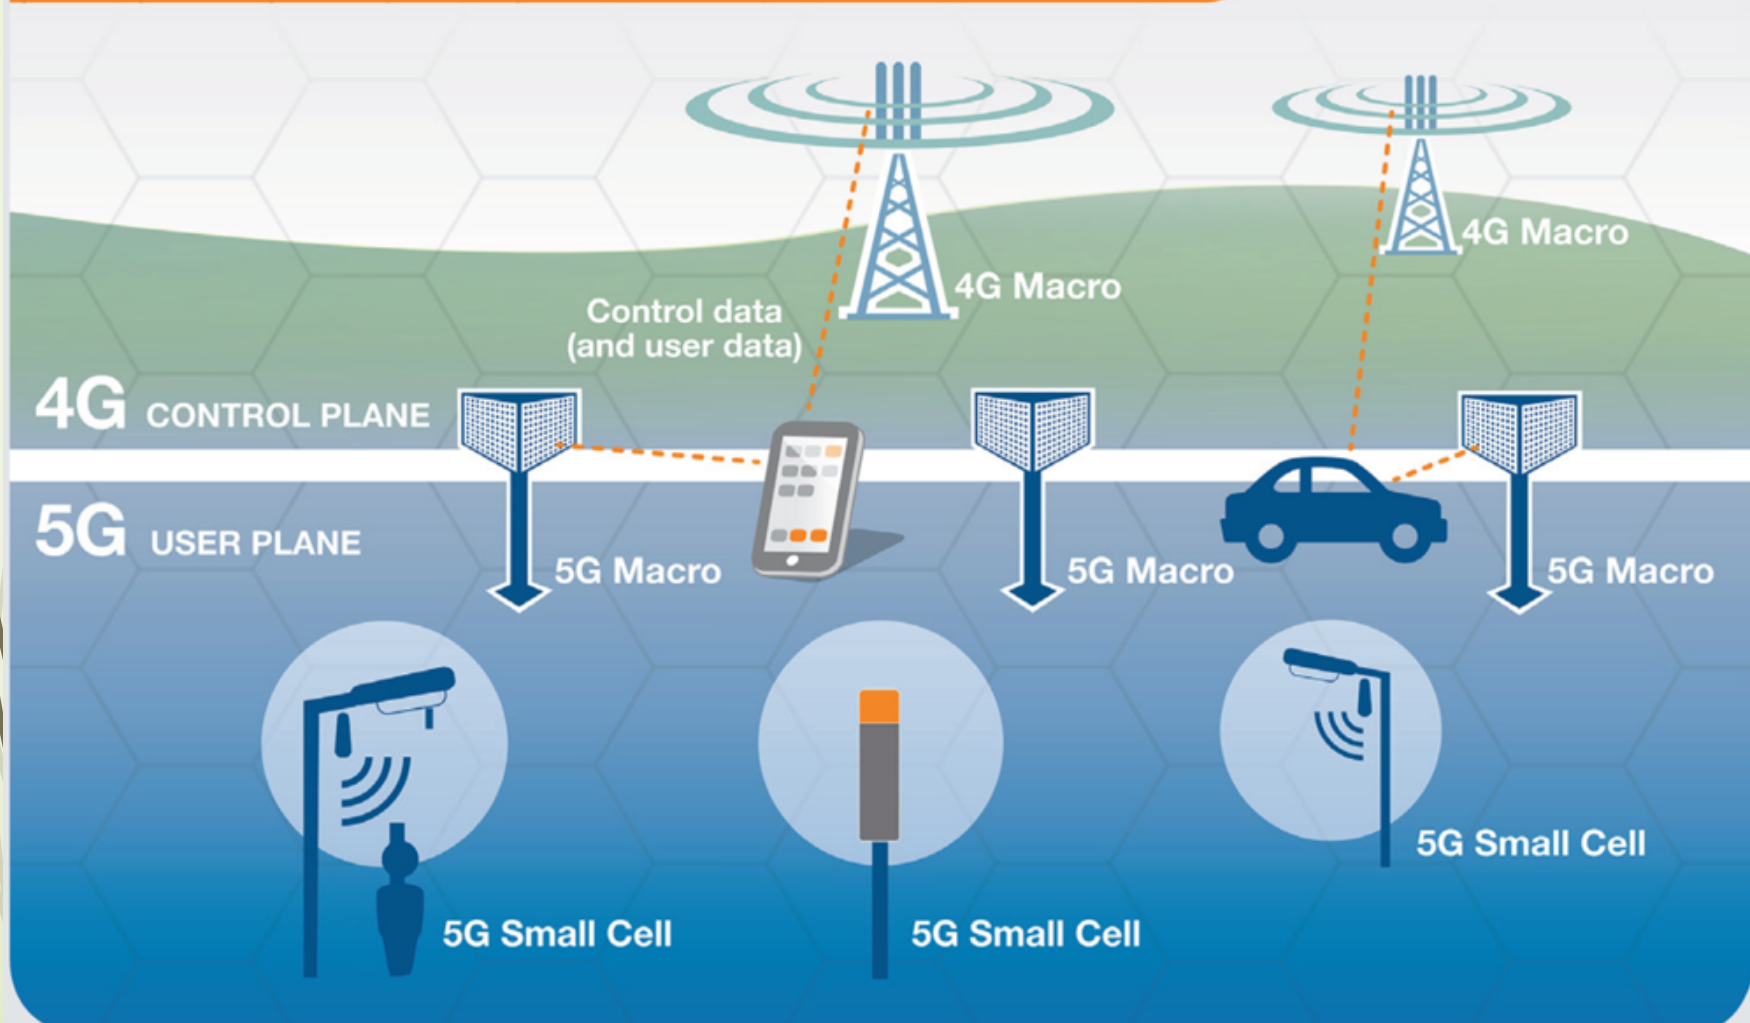 4G Macro
4G Macro
Control data
(and user data)
4G CONTROL PLANE
5G USER PLANE
5G Macro
5G Macro
5G Macro
5G Small Cell
5G Small Cell
5G Small Cell